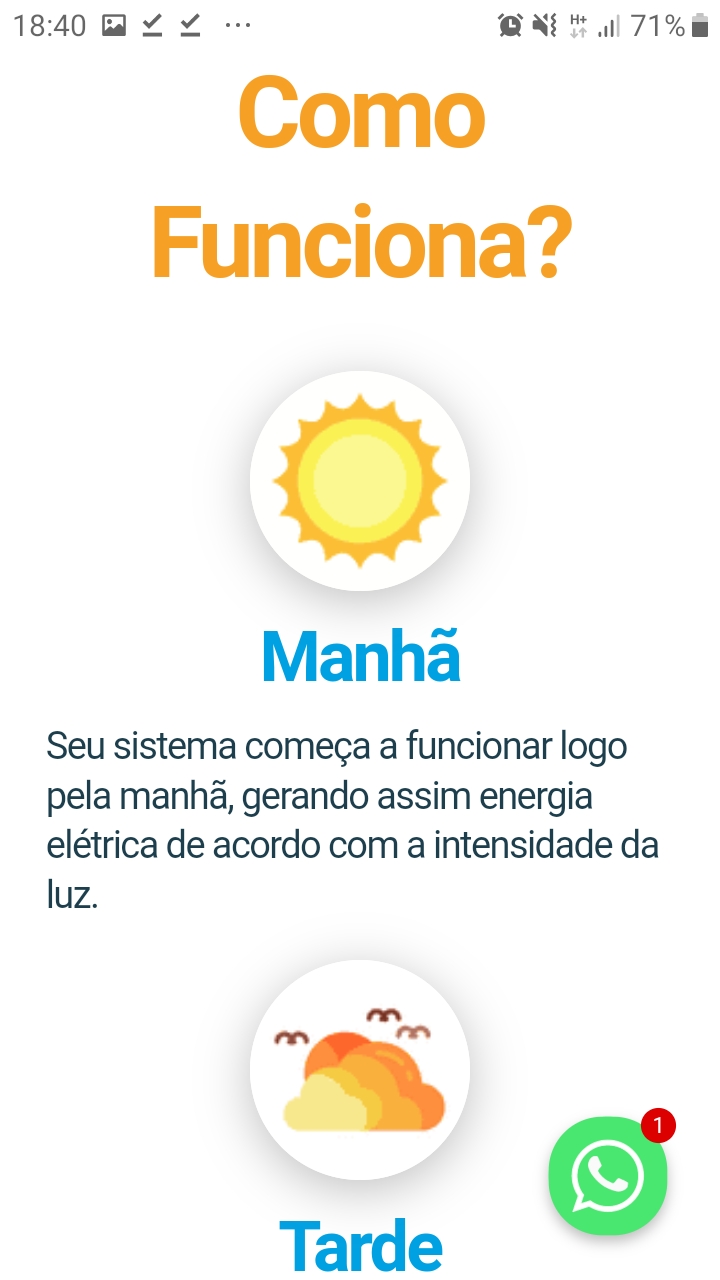 18:40 H+ 71%
Como
Funciona?
Manhã
Seu sistema começa a funcionar logo
pela manhã, gerando assim energia
elétrica de acordo com a intensidade da
luz.
1
Tarde